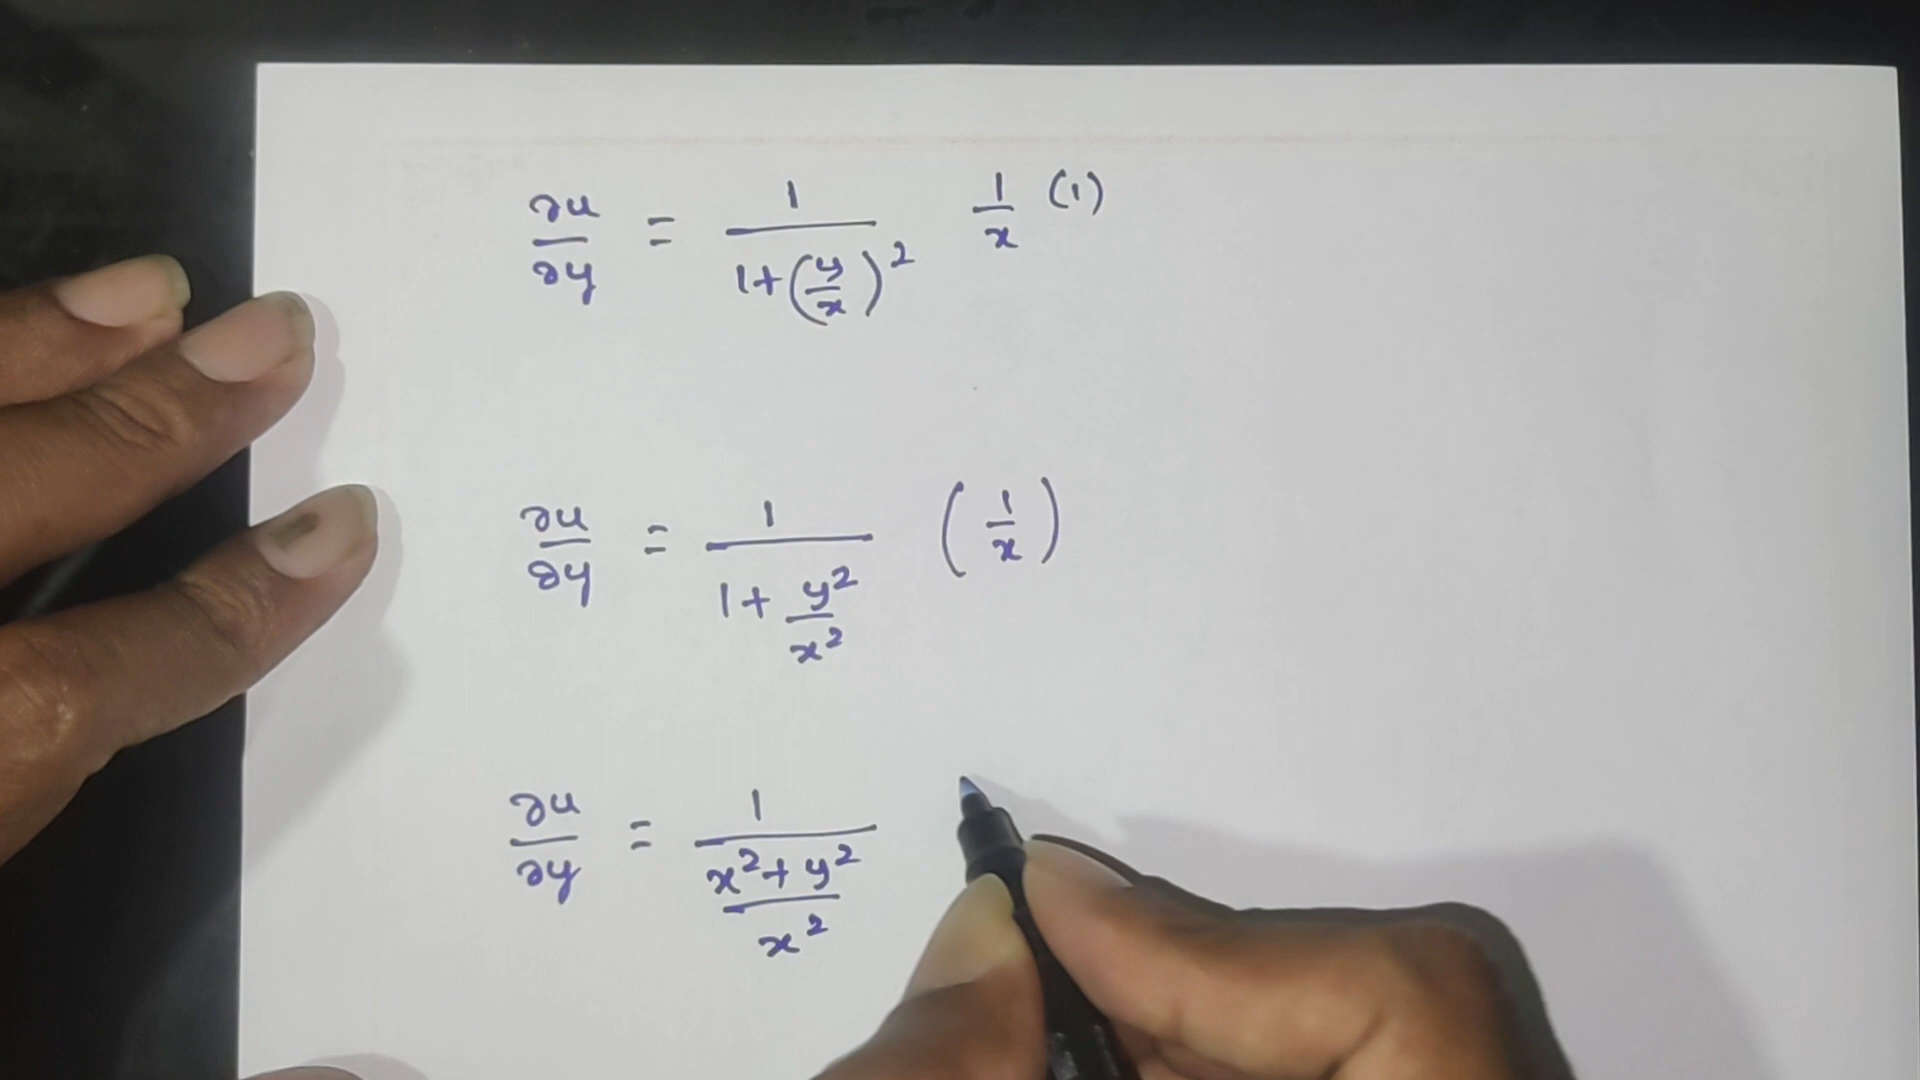 ∂u/∂y = 1/(1+(y/x)²) 1/x (1)
∂u/∂y = 1/(1+y²/x²) (1/x)
∂u/∂y = 1/((x²+y²)/x²)